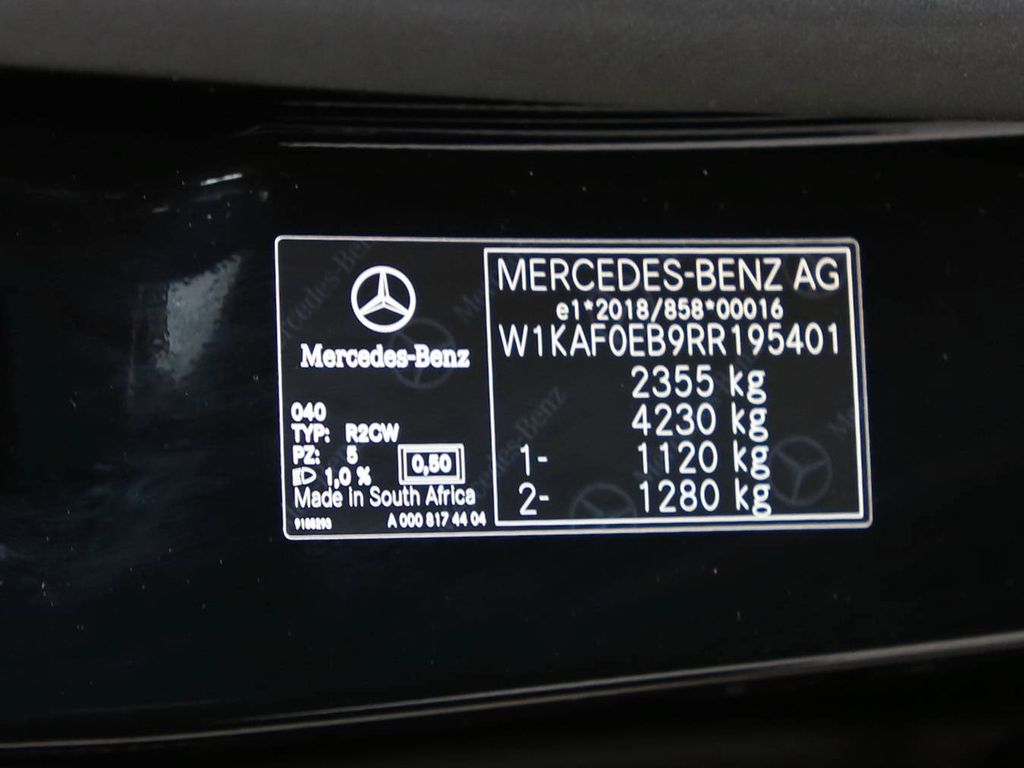 Mercedes-Benz
040
TYP: R2CW
PZ: 5
1,0 %
0,50
Made in South Africa
A 000 817 44 04
MERCEDES-BENZ AG
e1*2018/858*00016
W1KAF0EB9RR195401
2355 kg
4230 kg
1- 1120 kg
2- 1280 kg